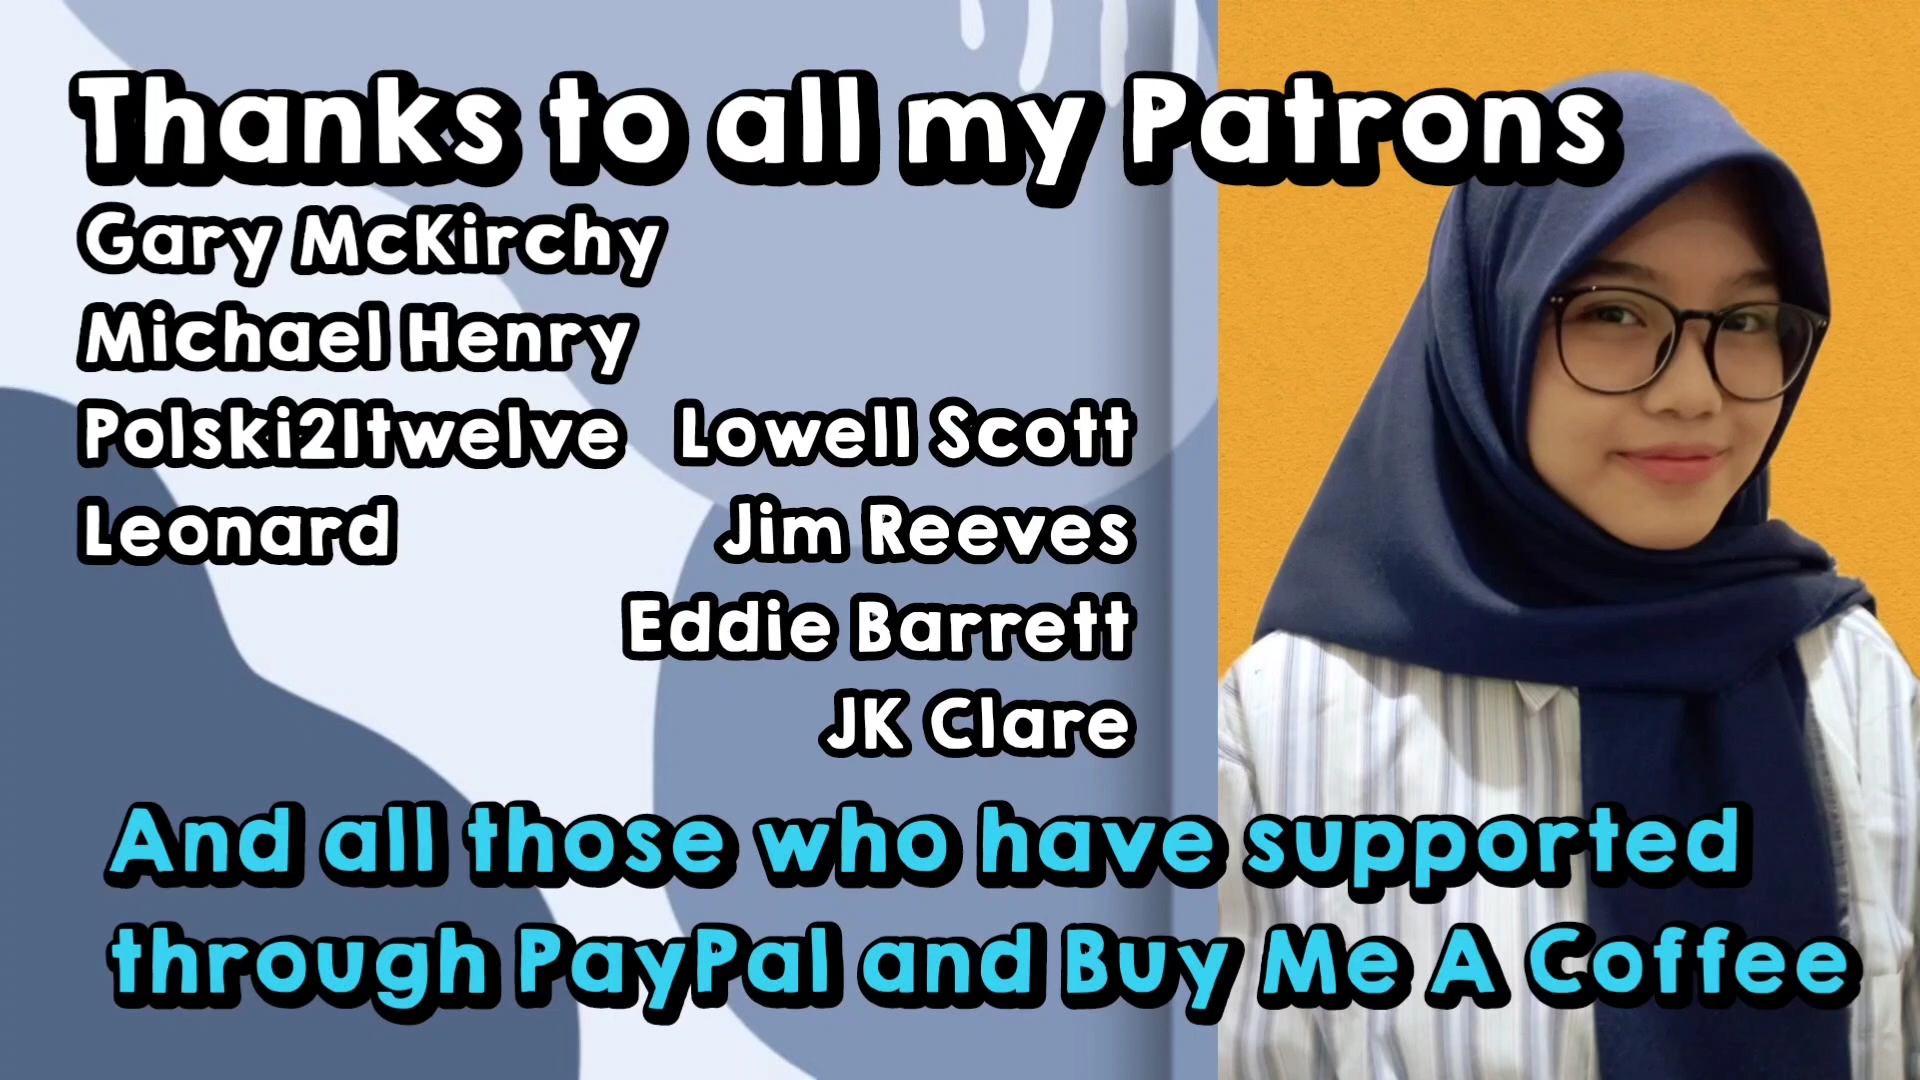 Thanks to all my Patrons
Gary McKirchy
Michael Henry
Polski21twelve
Leonard
Lowell Scott
Jim Reeves
Eddie Barrett
JK Clare
And all those who have supported
through PayPal and Buy Me A Coffee